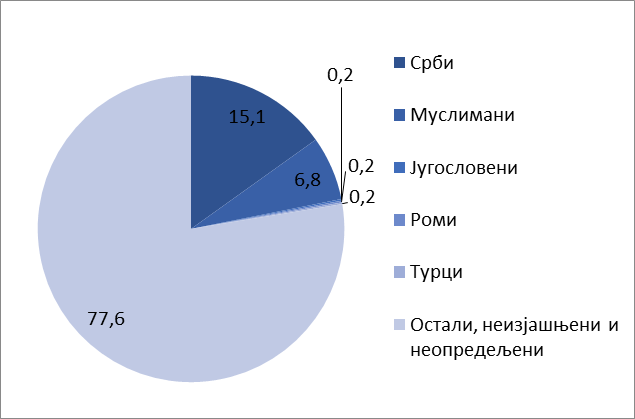 0,2
15,1
6,8
0,2
0,2
77,6
Срби
Муслимани
Југословени
Роми
Турци
Остали, неизјашњени и
неопредељени